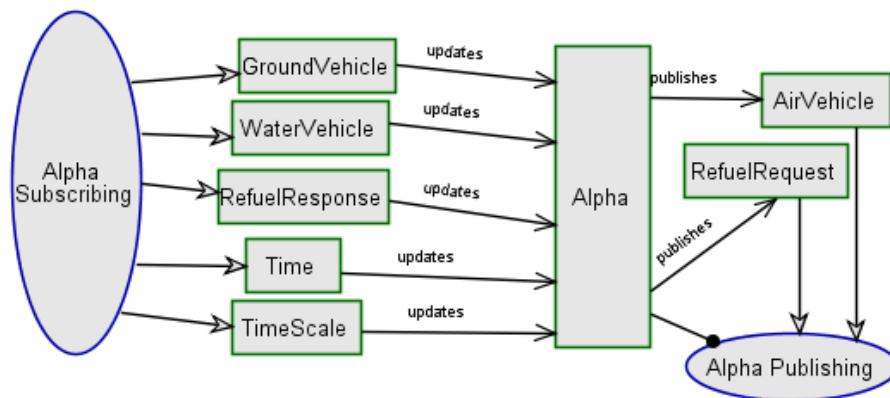 Alpha
Subscribing
GroundVehicle
WaterVehicle
RefuelResponse
Time
TimeScale
updates
updates
updates
updates
updates
Alpha
publishes
publishes
AirVehicle
RefuelRequest
Alpha Publishing